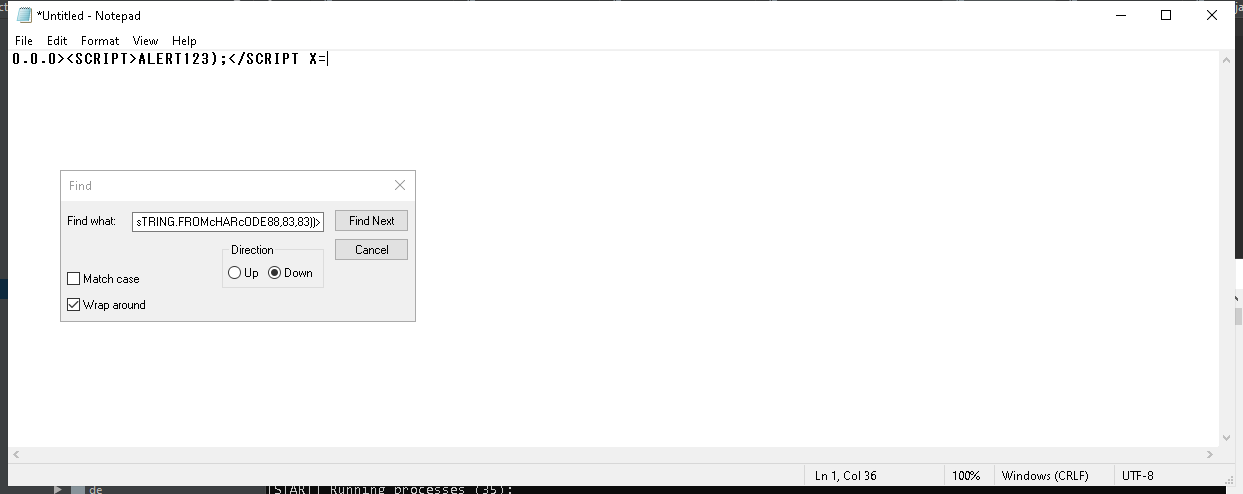 *Untitled - Notepad
File Edit Format View Help
0.0.0><SCRIPT>ALERT123);</SCRIPT X=
Find
Find what: sTRING.FROMcHARcODE88,83,83))> Find Next
Direction Cancel
Up Down
Match case
Wrap around
Ln 1, Col 36 100% Windows (CRLF) UTF-8
de [START] Running processes (35):